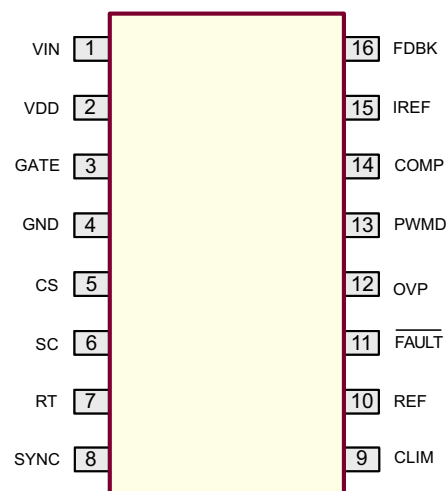 VIN 1 16 FDBK
VDD 2 15 IREF
GATE 3 14 COMP
GND 4 13 PWMD
CS 5 12 OVP
SC 6 11 FAULT
RT 7 10 REF
SYNC 8 9 CLIM